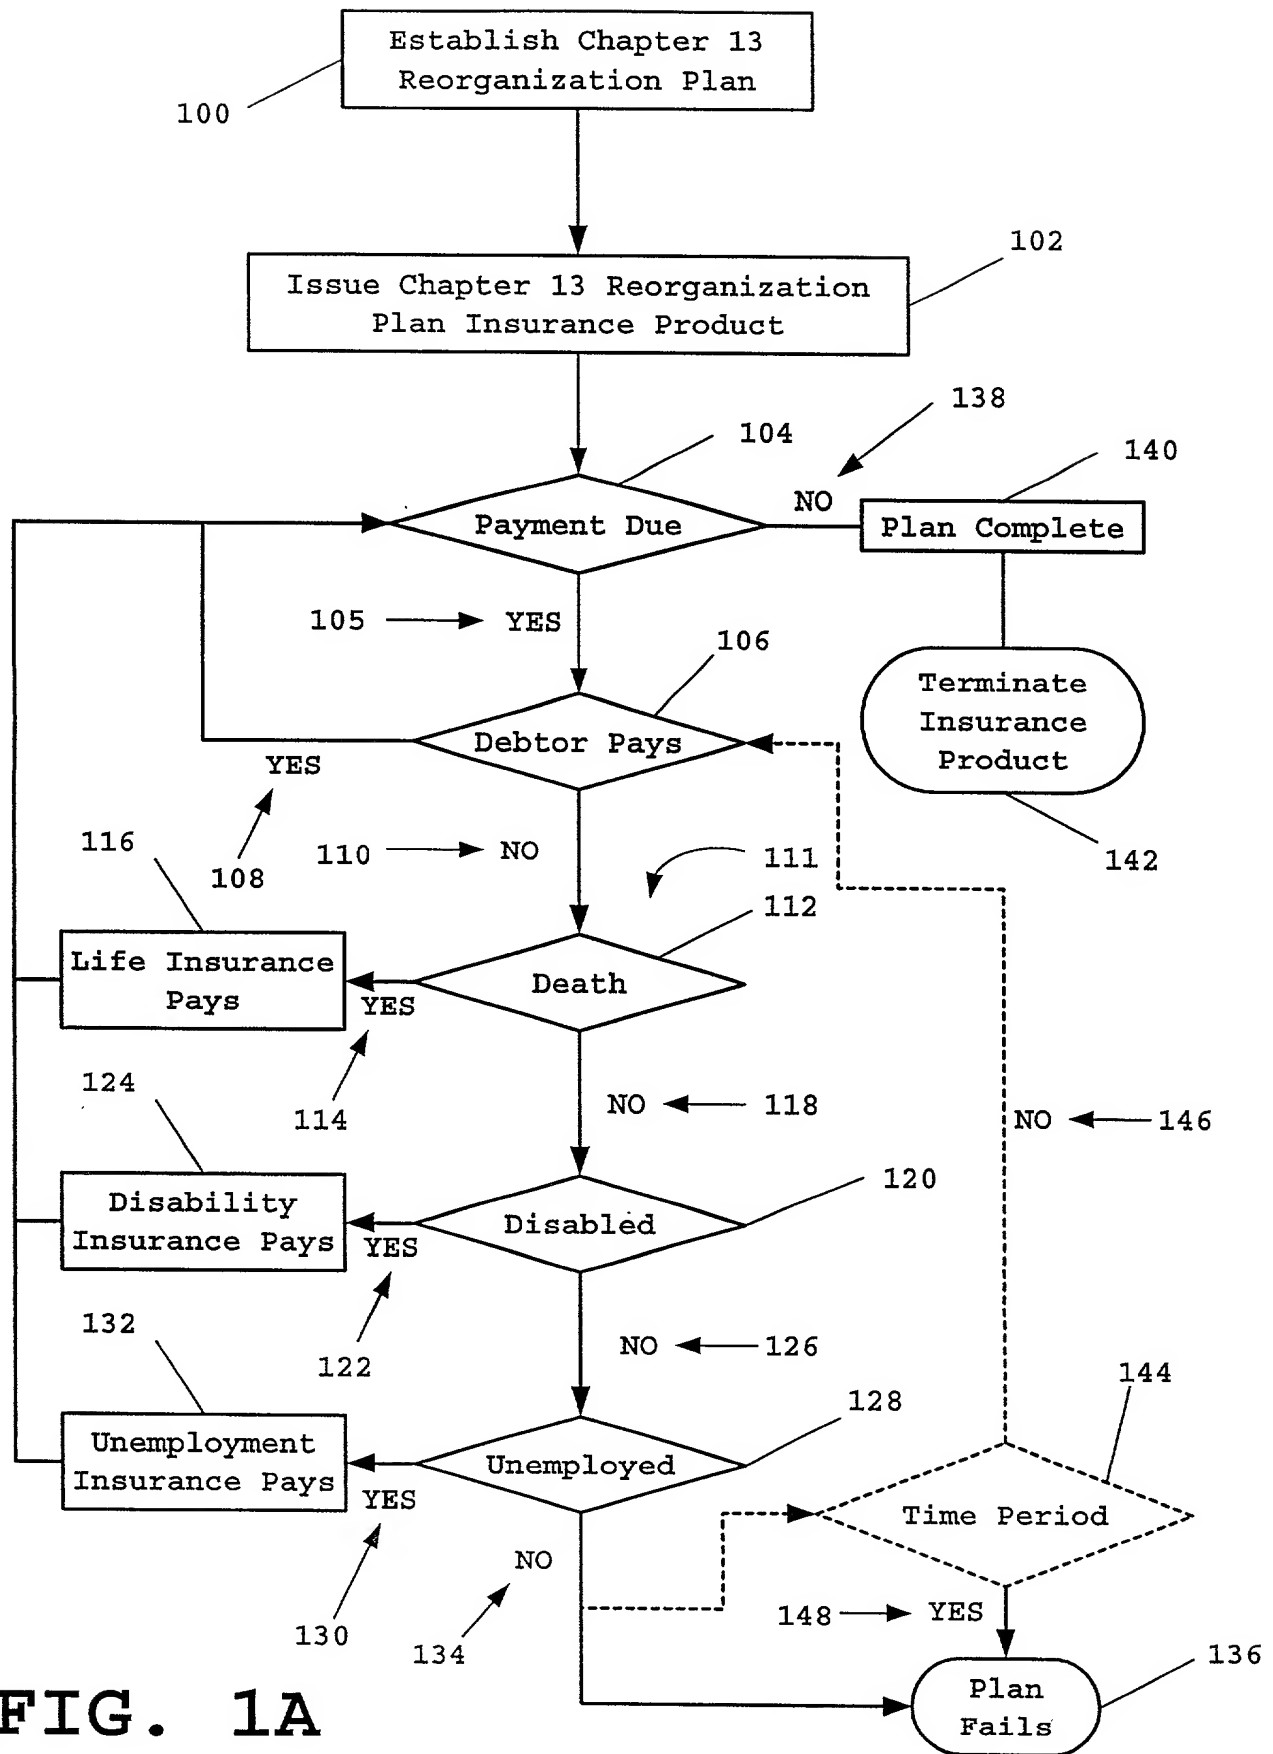 Establish Chapter 13
Reorganization Plan
100
102
Issue Chapter 13 Reorganization
Plan Insurance Product
138
104
140
NO
Payment Due
Plan Complete
105
YES
106
Terminate
Insurance
Product
Debtor Pays
YES
116
110
NO
111
142
108
112
Life Insurance
Pays
Death
YES
124
114
NO
118
NO
146
120
Disability
Insurance Pays
Disabled
YES
132
122
NO
126
144
128
Unemployment
Insurance Pays
Unemployed
YES
Time Period
NO
148
YES
130
134
136
Plan
Fails
FIG. 1A